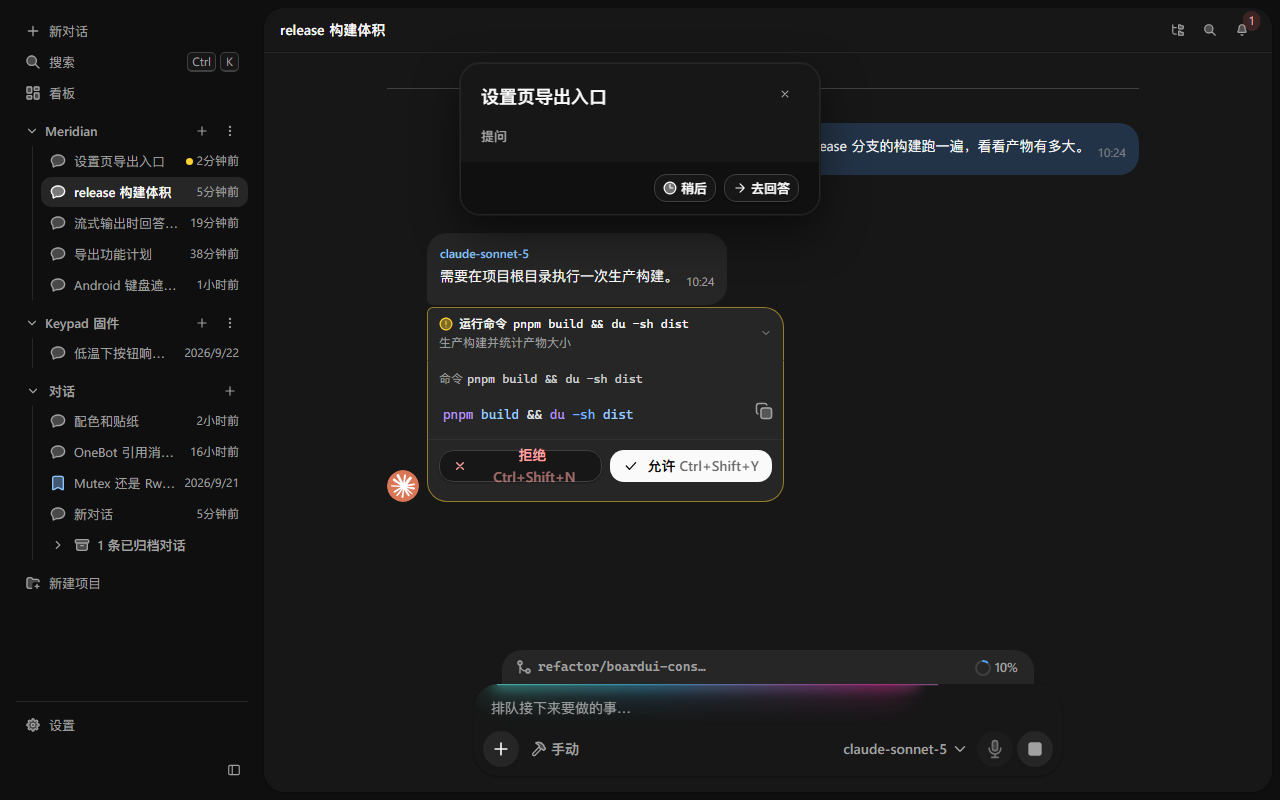 新对话
搜索 Ctrl K
看板
Meridian
设置页导出入口 2分钟前
release 构建体积 5分钟前
流式输出时回答… 19分钟前
导出功能计划 38分钟前
Android 键盘遮… 1小时前
Keypad 固件
低温下按钮响… 2026/9/22
对话
配色和贴纸 2小时前
OneBot 引用消… 16小时前
Mutex 还是 Rw… 2026/9/21
新对话 5分钟前
1 条已归档对话
新建项目
设置
release 构建体积
1
设置页导出入口
提问
稍后
去回答
ease 分支的构建跑一遍，看看产物有多大。 10:24
claude-sonnet-5
需要在项目根目录执行一次生产构建。 10:24
运行命令 pnpm build && du -sh dist
生产构建并统计产物大小
命令 pnpm build && du -sh dist
pnpm build && du -sh dist
拒绝
Ctrl+Shift+N
允许 Ctrl+Shift+Y
refactor/boardui-cons… 10%
排队接下来要做的事…
手动
claude-sonnet-5